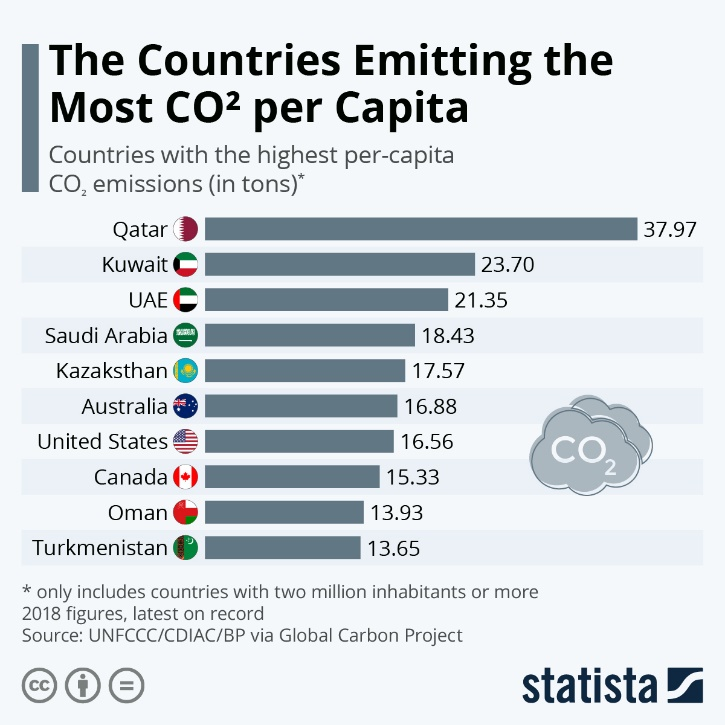 The Countries Emitting the
Most CO² per Capita
Countries with the highest per-capita
CO₂ emissions (in tons)*
Qatar 37.97
Kuwait 23.70
UAE 21.35
Saudi Arabia 18.43
Kazaksthan 17.57
Australia 16.88
United States 16.56
Canada 15.33
Oman 13.93
Turkmenistan 13.65
CO₂
* only includes countries with two million inhabitants or more
2018 figures, latest on record
Source: UNFCCC/CDIAC/BP via Global Carbon Project
cc
statista